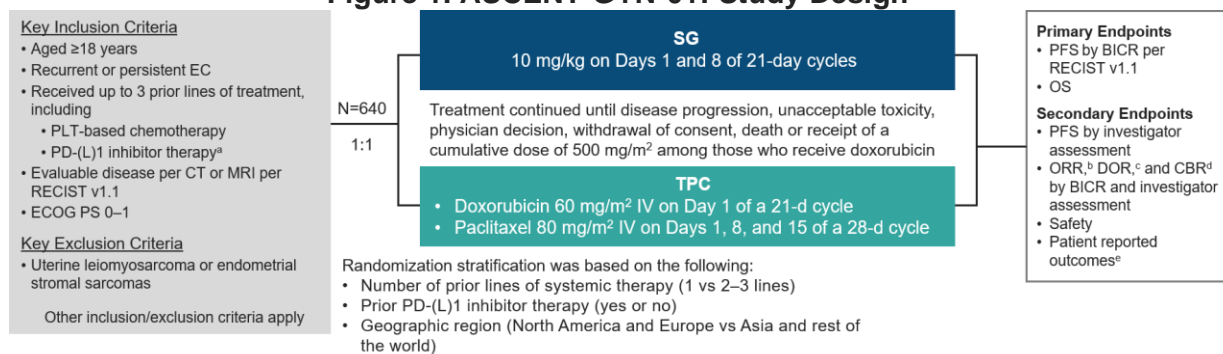 Key Inclusion Criteria
• Aged ≥18 years
• Recurrent or persistent EC
• Received up to 3 prior lines of treatment,
including
• PLT-based chemotherapy
• PD-(L)1 inhibitor therapyᵃ
• Evaluable disease per CT or MRI per
RECIST v1.1
• ECOG PS 0–1
Key Exclusion Criteria
• Uterine leiomyosarcoma or endometrial
stromal sarcomas
Other inclusion/exclusion criteria apply
N=640
1:1
SG
10 mg/kg on Days 1 and 8 of 21-day cycles
Treatment continued until disease progression, unacceptable toxicity,
physician decision, withdrawal of consent, death or receipt of a
cumulative dose of 500 mg/m² among those who receive doxorubicin
TPC
• Doxorubicin 60 mg/m² IV on Day 1 of a 21-d cycle
• Paclitaxel 80 mg/m² IV on Days 1, 8, and 15 of a 28-d cycle
Randomization stratification was based on the following:
• Number of prior lines of systemic therapy (1 vs 2–3 lines)
• Prior PD-(L)1 inhibitor therapy (yes or no)
• Geographic region (North America and Europe vs Asia and rest of
the world)
Primary Endpoints
• PFS by BICR per
RECIST v1.1
• OS
Secondary Endpoints
• PFS by investigator
assessment
• ORR,ᵇ DOR,ᶜ and CBRᵈ
by BICR and investigator
assessment
• Safety
• Patient reported
outcomesᵉ